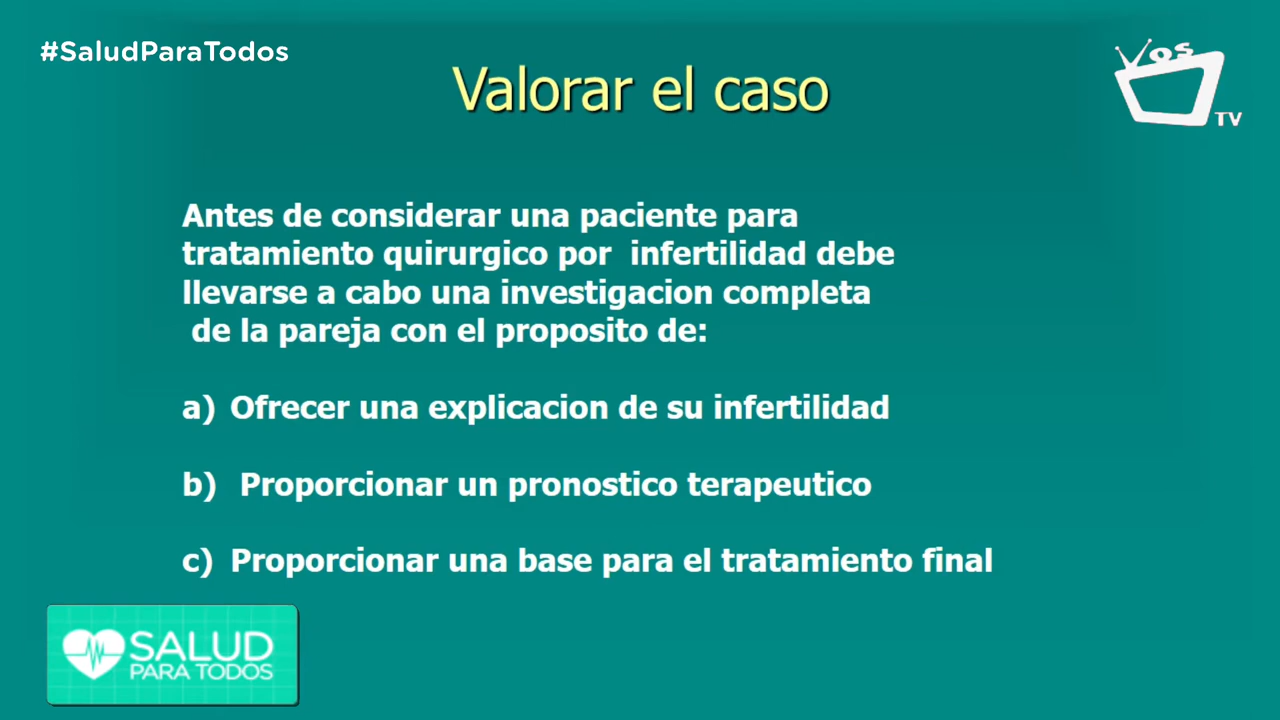 #SaludParaTodos
VOS
TV
Valorar el caso
Antes de considerar una paciente para
tratamiento quirurgico por infertilidad debe
llevarse a cabo una investigacion completa
de la pareja con el proposito de:
a) Ofrecer una explicacion de su infertilidad
b) Proporcionar un pronostico terapeutico
c) Proporcionar una base para el tratamiento final
SALUD
PARA TODOS